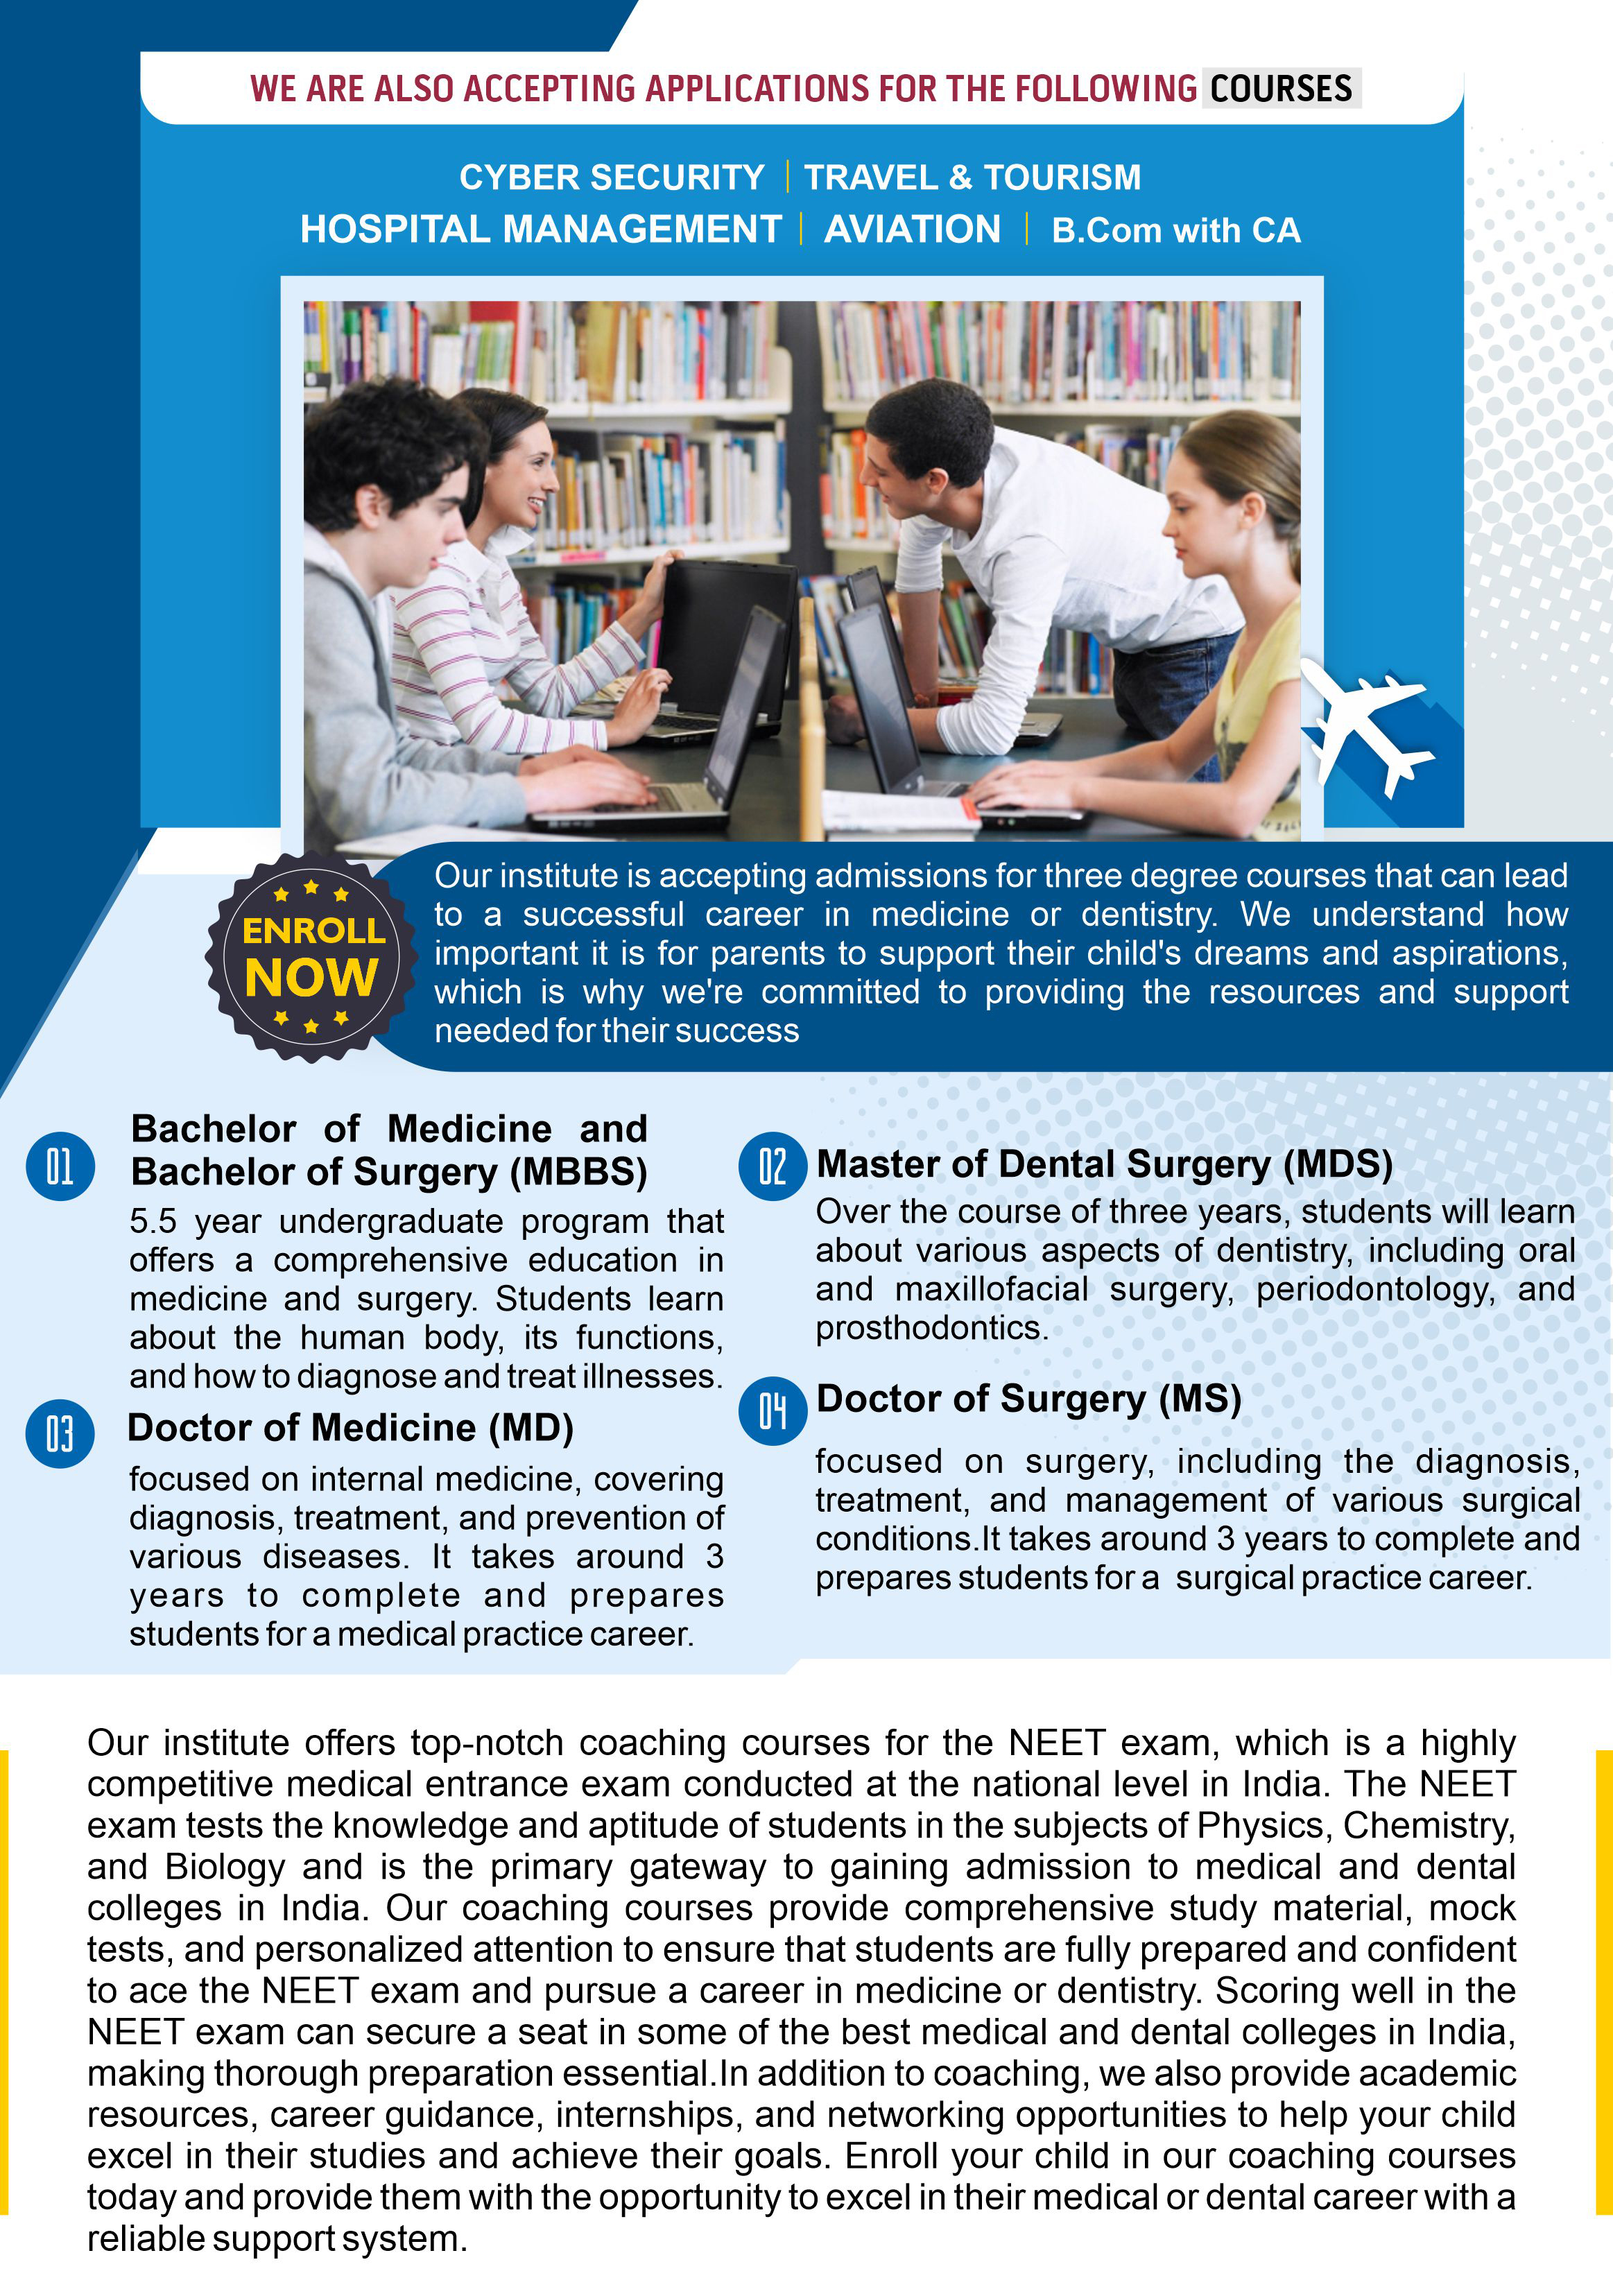 WE ARE ALSO ACCEPTING APPLICATIONS FOR THE FOLLOWING COURSES
CYBER SECURITY | TRAVEL & TOURISM
HOSPITAL MANAGEMENT | AVIATION | B.Com with CA
ENROLL
NOW
Our institute is accepting admissions for three degree courses that can lead
to a successful career in medicine or dentistry. We understand how
important it is for parents to support their child's dreams and aspirations,
which is why we're committed to providing the resources and support
needed for their success
01
Bachelor of Medicine and
Bachelor of Surgery (MBBS)
5.5 year undergraduate program that
offers a comprehensive education in
medicine and surgery. Students learn
about the human body, its functions,
and how to diagnose and treat illnesses.
02
Master of Dental Surgery (MDS)
Over the course of three years, students will learn
about various aspects of dentistry, including oral
and maxillofacial surgery, periodontology, and
prosthodontics.
03
Doctor of Medicine (MD)
focused on internal medicine, covering
diagnosis, treatment, and prevention of
various diseases. It takes around 3
years to complete and prepares
students for a medical practice career.
04
Doctor of Surgery (MS)
focused on surgery, including the diagnosis,
treatment, and management of various surgical
conditions.It takes around 3 years to complete and
prepares students for a surgical practice career.
Our institute offers top-notch coaching courses for the NEET exam, which is a highly
competitive medical entrance exam conducted at the national level in India. The NEET
exam tests the knowledge and aptitude of students in the subjects of Physics, Chemistry,
and Biology and is the primary gateway to gaining admission to medical and dental
colleges in India. Our coaching courses provide comprehensive study material, mock
tests, and personalized attention to ensure that students are fully prepared and confident
to ace the NEET exam and pursue a career in medicine or dentistry. Scoring well in the
NEET exam can secure a seat in some of the best medical and dental colleges in India,
making thorough preparation essential.In addition to coaching, we also provide academic
resources, career guidance, internships, and networking opportunities to help your child
excel in their studies and achieve their goals. Enroll your child in our coaching courses
today and provide them with the opportunity to excel in their medical or dental career with a
reliable support system.